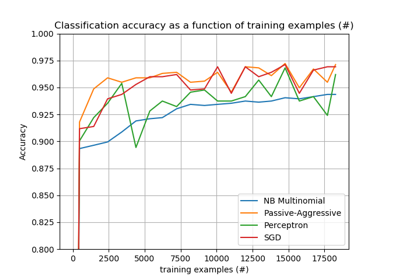 Classification accuracy as a function of training examples (#)
1.000
0.975
0.950
0.925
0.900
0.875
0.850
0.825
0.800
Accuracy
NB Multinomial
Passive-Aggressive
Perceptron
SGD
0 2500 5000 7500 10000 12500 15000 17500
training examples (#)